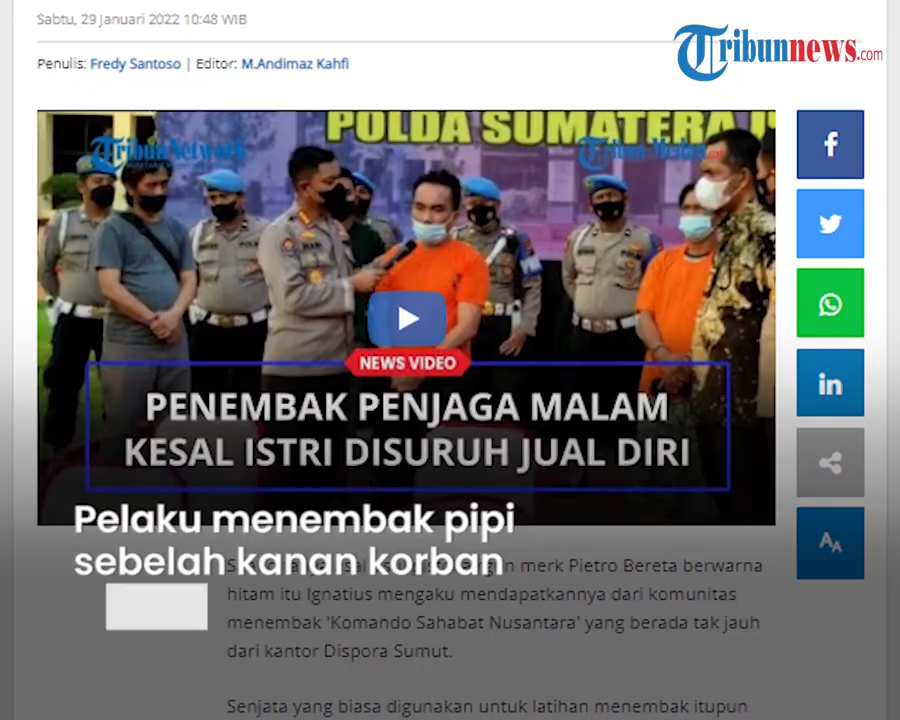 Sabtu, 29 Januari 2022 10:48 WIB
Tribunnews.com
Penulis: Fredy Santoso | Editor: M.Andimaz Kahfi
POLDA SUMATERA
TribunNetwork
Tribun Medan
NEWS VIDEO
PENEMBAK PENJAGA MALAM
KESAL ISTRI DISURUH JUAL DIRI
Pelaku menembak pipi
sebelah kanan korban
merk Pietro Bereta berwarna
hitam itu Ignatius mengaku mendapatkannya dari komunitas
menembak 'Komando Sahabat Nusantara' yang berada tak jauh
dari kantor Dispora Sumut.
Senjata yang biasa digunakan untuk latihan menembak itupun